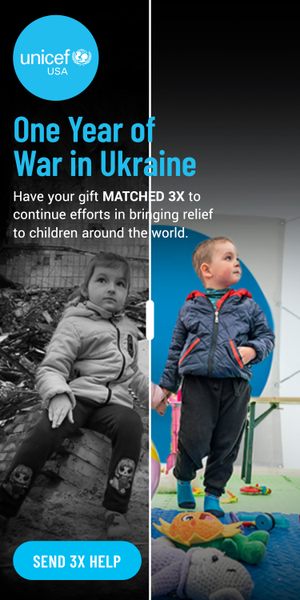 unicef
USA
One Year of
War in Ukraine
Have your gift MATCHED 3X to
continue efforts in bringing relief
to children around the world.
SEND 3X HELP